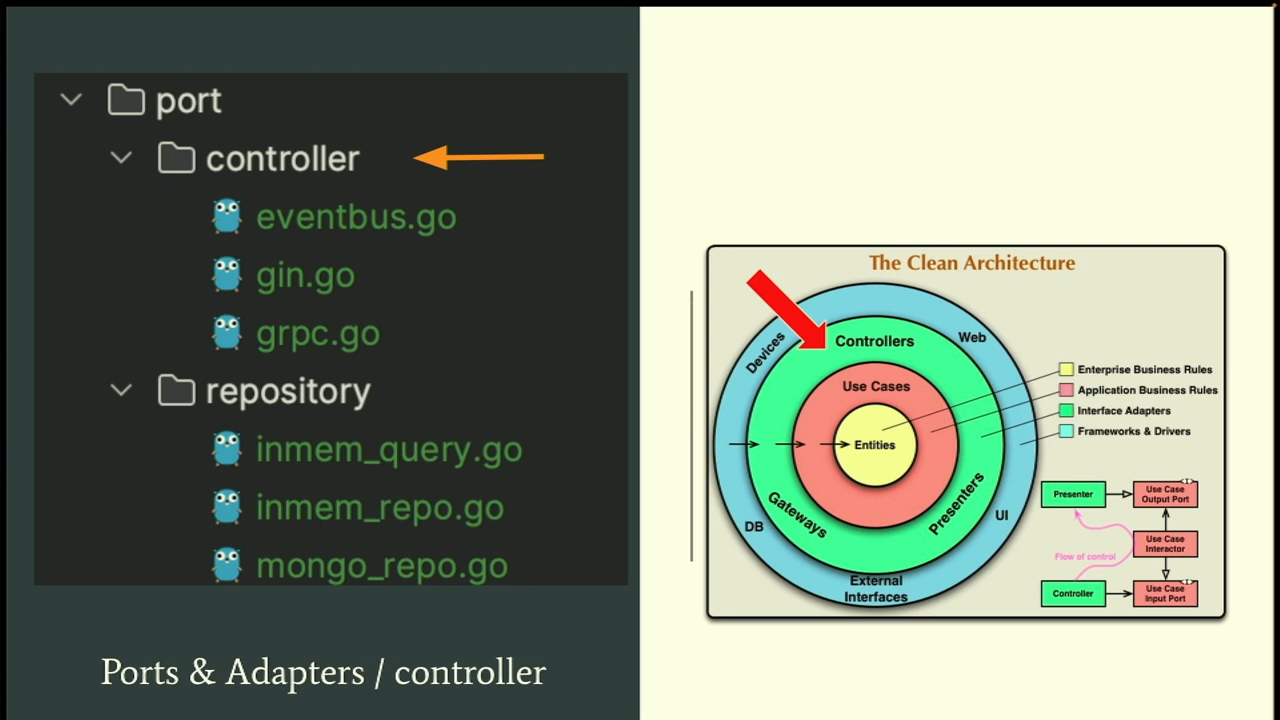 port
controller
eventbus.go
gin.go
grpc.go
repository
inmem_query.go
inmem_repo.go
mongo_repo.go
Ports & Adapters / controller
The Clean Architecture
Devices
Web
Controllers
Use Cases
Entities
Gateways
Presenters
DB
UI
External
Interfaces
Enterprise Business Rules
Application Business Rules
Interface Adapters
Frameworks & Drivers
Presenter
Use Case
Output Port
Flow of control
Use Case
Interactor
Controller
Use Case
Input Port